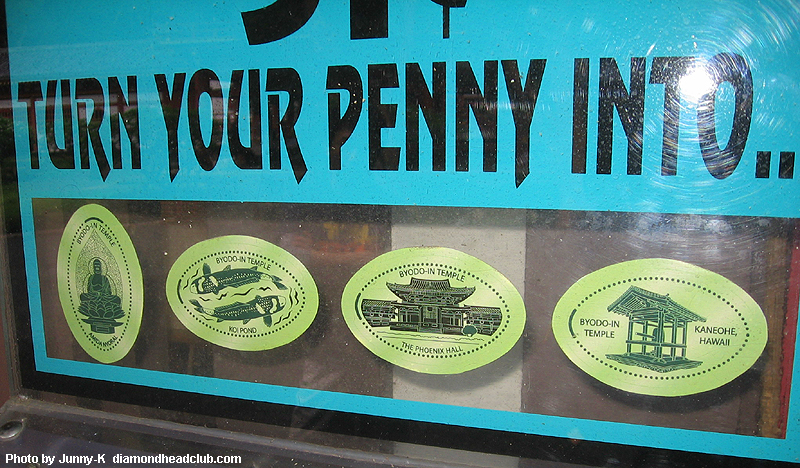 51¢
TURN YOUR PENNY INTO..
BYODO-IN TEMPLE
BYODO-IN TEMPLE
KOI POND
BYODO-IN TEMPLE
THE PHOENIX HALL
BYODO-IN
TEMPLE
KANEOHE,
HAWAII
Photo by Junny-K diamondheadclub.com